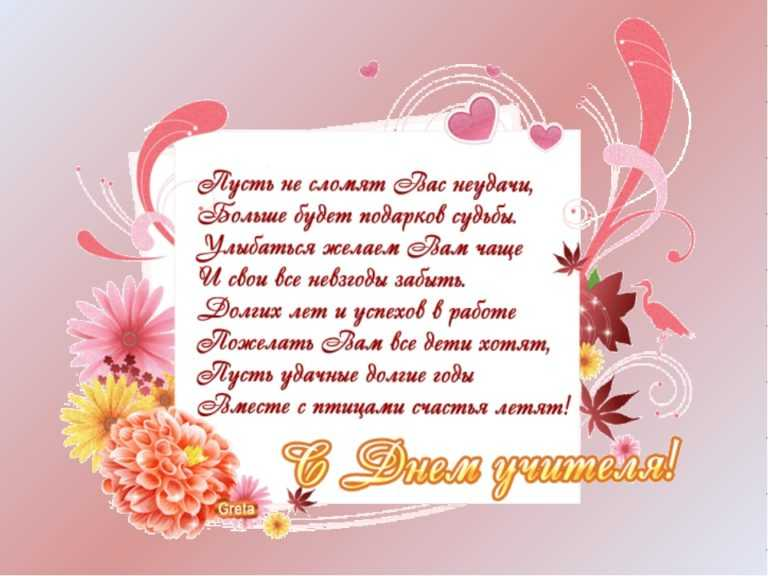 Пусть не сломят Вас неудачи,
Больше будет подарков судьбы.
Улыбаться желаем Вам чаще
И свои все невзгоды забыть.
Долгих лет и успехов в работе
Пожелать Вам все дети хотят,
Пусть удачные долгие годы
Вместе с птицами счастья летят!
С Днем учителя!
Greta